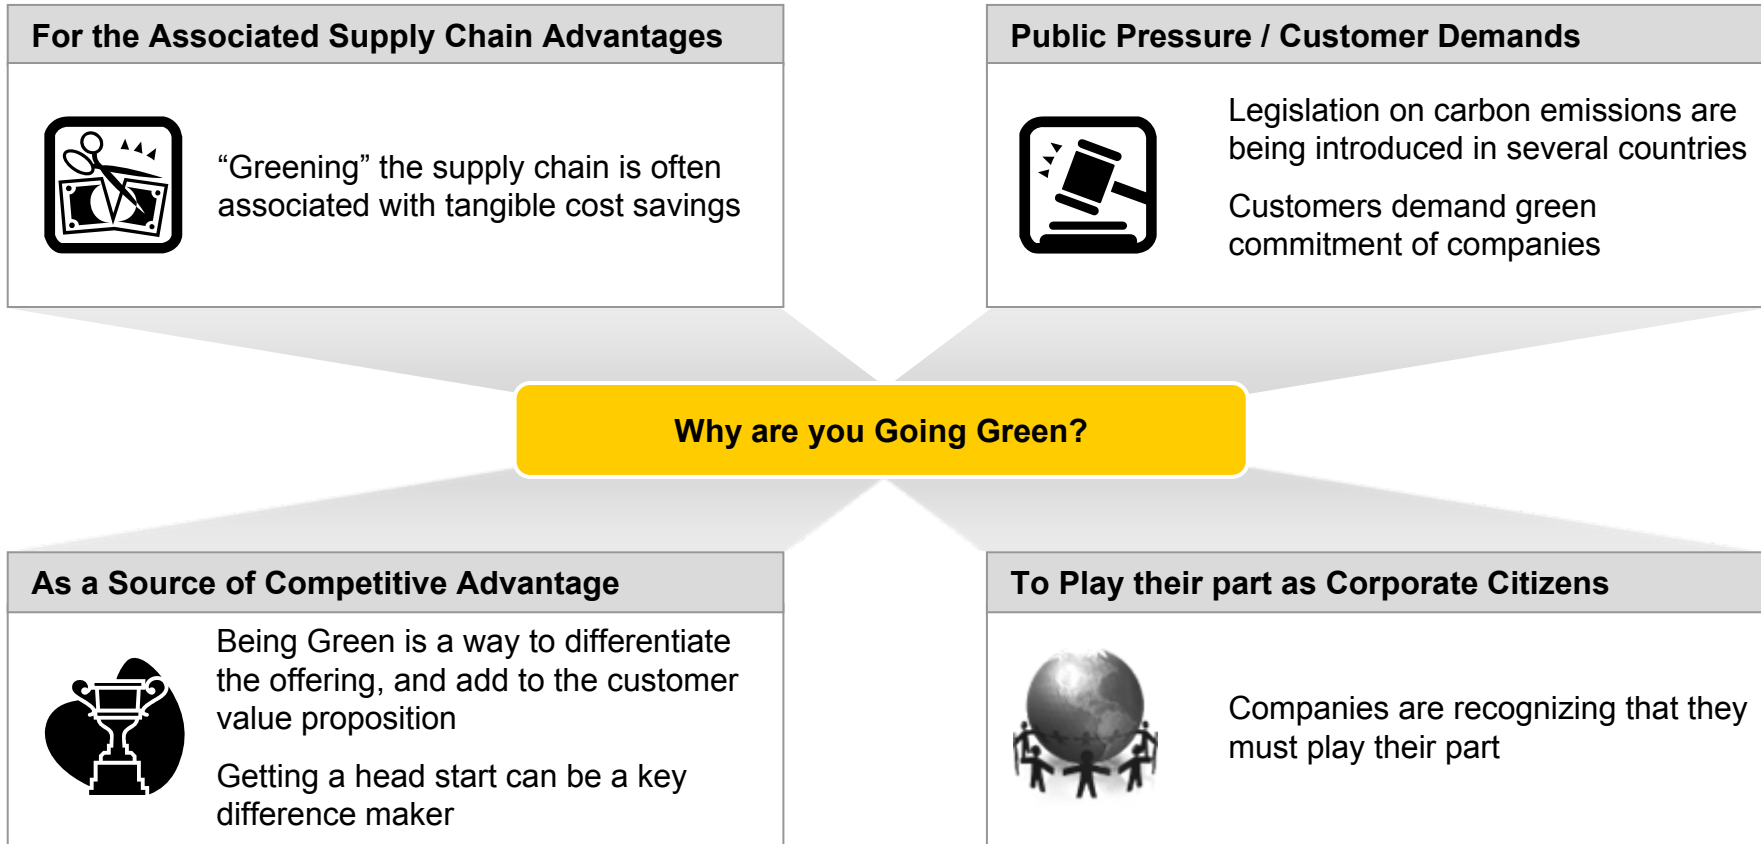 For the Associated Supply Chain Advantages
“Greening” the supply chain is often
associated with tangible cost savings
Public Pressure / Customer Demands
Legislation on carbon emissions are
being introduced in several countries
Customers demand green
commitment of companies
Why are you Going Green?
As a Source of Competitive Advantage
Being Green is a way to differentiate
the offering, and add to the customer
value proposition
Getting a head start can be a key
difference maker
To Play their part as Corporate Citizens
Companies are recognizing that they
must play their part